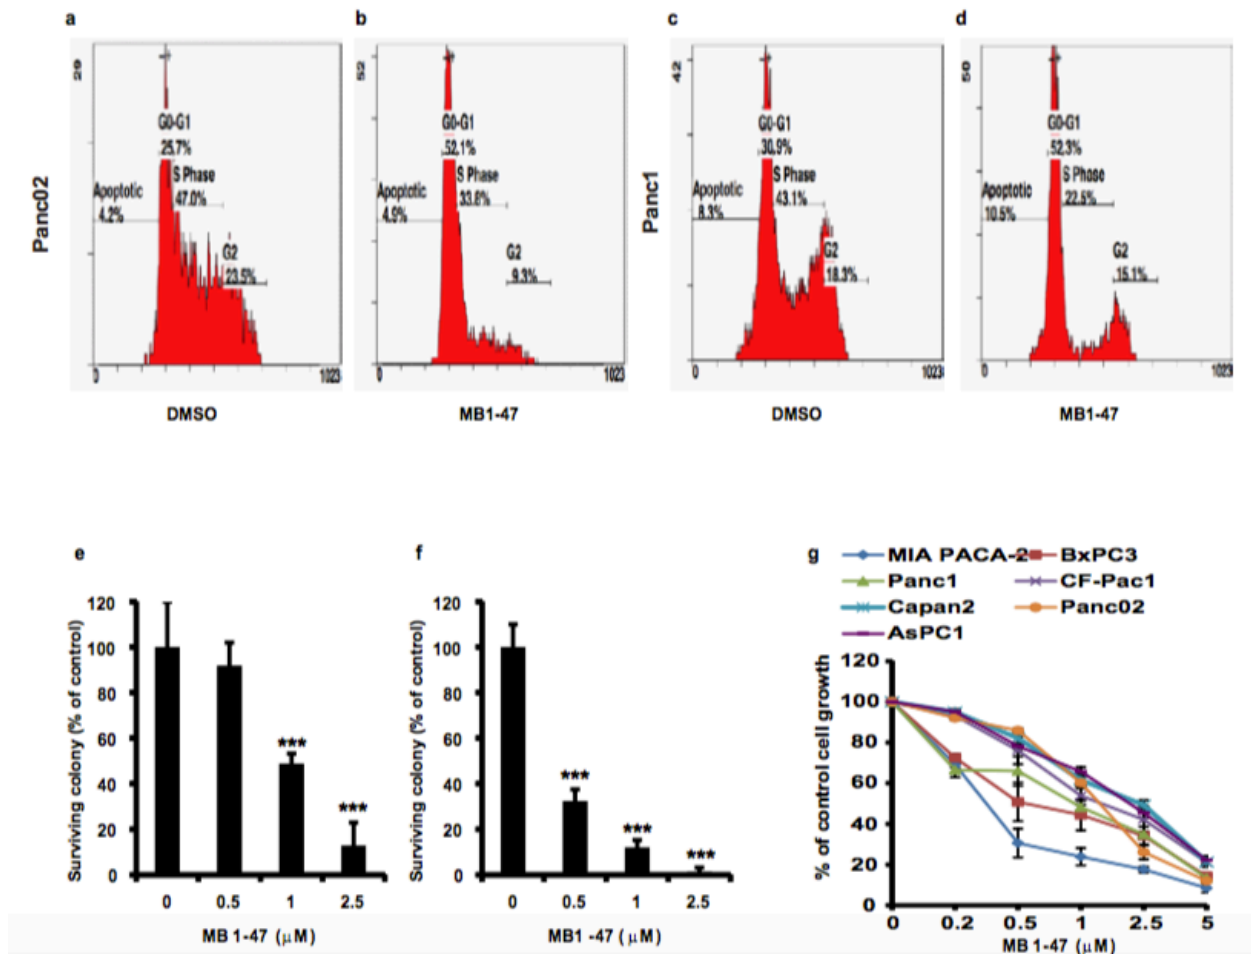 a
b
c
d
Panc02
29
G0-G1
25.7%
S Phase
47.0%
Apoptotic
4.2%
G2
23.5%
0
1023
DMSO
52
G0-G1
52.1%
S Phase
33.8%
Apoptotic
4.9%
G2
9.3%
0
1023
MB1-47
Panc1
42
G0-G1
30.9%
S Phase
43.1%
Apoptotic
8.3%
G2
18.3%
0
1023
DMSO
50
G0-G1
52.3%
S Phase
22.5%
Apoptotic
10.5%
G2
15.1%
0
1023
MB1-47
e
Surviving colony (% of control)
120
100
80
60
40
20
0
***
***
0 0.5 1 2.5
MB 1-47 (μM)
f
Surviving colony (% of control)
120
100
80
60
40
20
0
***
***
***
0 0.5 1 2.5
MB1 -47 ( μM)
g
MIA PACA-2 BxPC3
Panc1 CF-Pac1
Capan2 Panc02
AsPC1
% of control cell growth
120
100
80
60
40
20
0
0 0.2 0.5 1 2.5 5
MB 1-47 (μM)